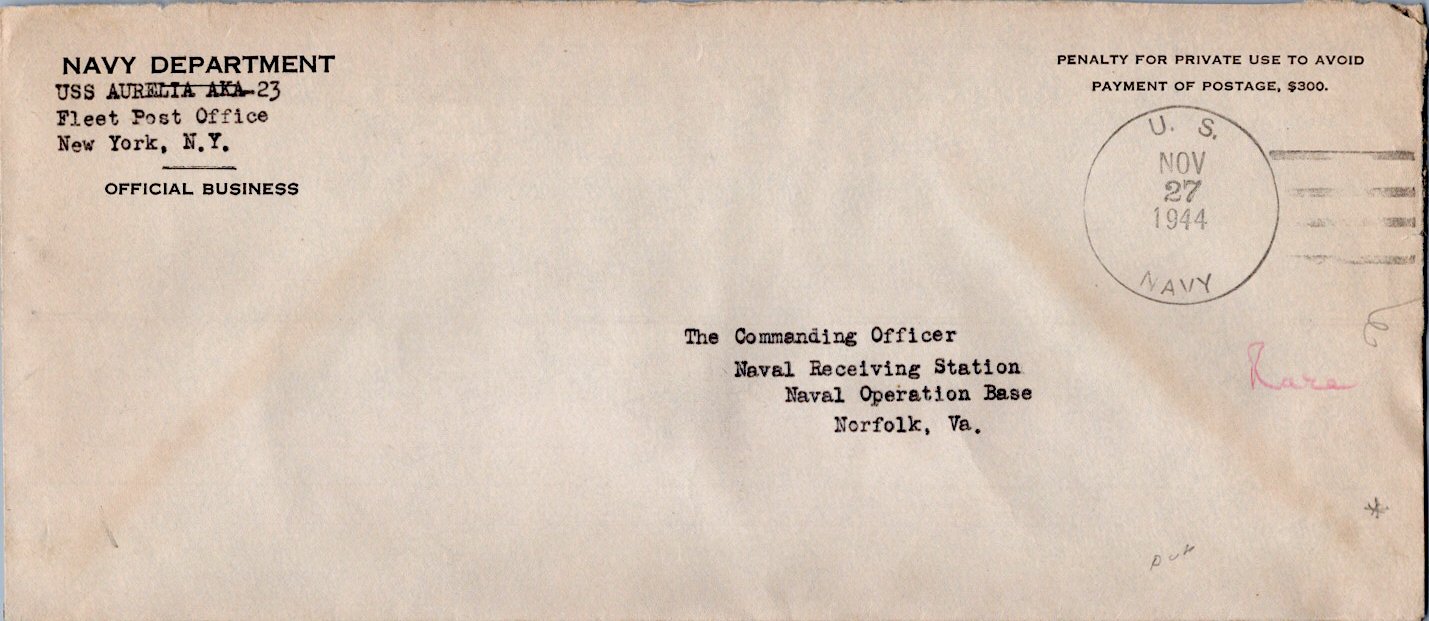 NAVY DEPARTMENT
USS AURELIA AKA-23
Fleet Post Office
New York, N.Y.
OFFICIAL BUSINESS
PENALTY FOR PRIVATE USE TO AVOID
PAYMENT OF POSTAGE, $300.
U. S.
NOV
27
1944
NAVY
The Commanding Officer
Naval Receiving Station
Naval Operation Base
Norfolk, Va.
Rare